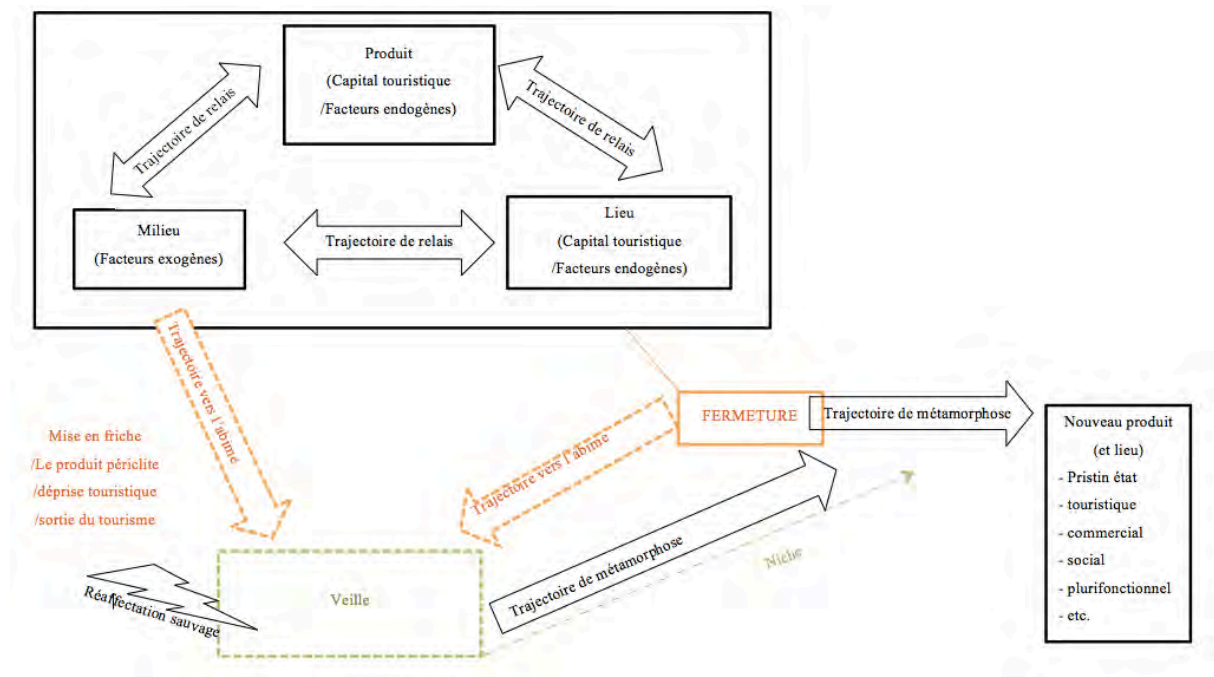 Produit
(Capital touristique
/Facteurs endogènes)
Trajectoire de relais
Trajectoire de relais
Milieu
(Facteurs exogènes)
Trajectoire de relais
Lieu
(Capital touristique
/Facteurs endogènes)
Trajectoire vers l'abime
FERMETURE
Trajectoire de métamorphose
Nouveau produit
(et lieu)
- Pristin état
- touristique
- commercial
- social
- plurifonctionnel
- etc.
Mise en friche
/Le produit périclite
/déprise touristique
/sortie du tourisme
Trajectoire vers l'abime
Réaffectation sauvage
Veille
Trajectoire de métamorphose
Niche